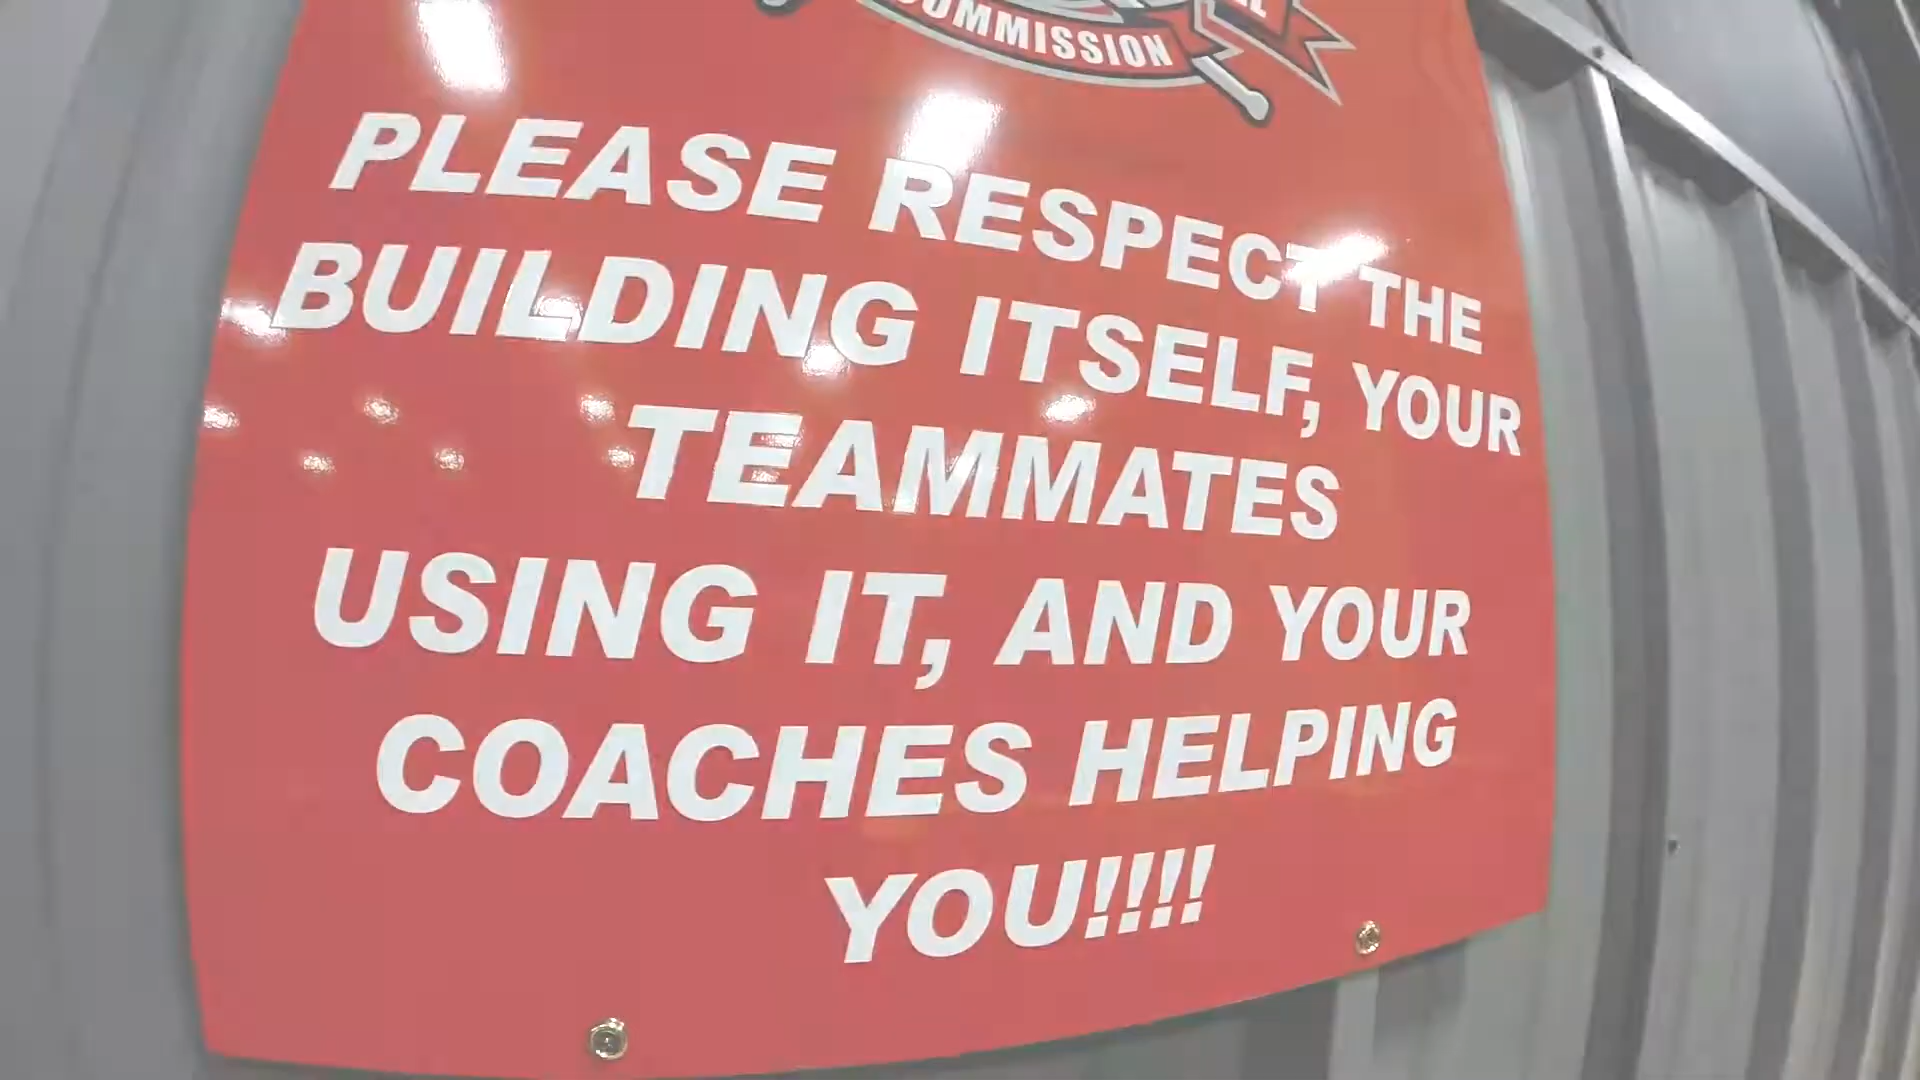 COMMISSION
PLEASE RESPECT THE
BUILDING ITSELF, YOUR
TEAMMATES
USING IT, AND YOUR
COACHES HELPING
YOU!!!!